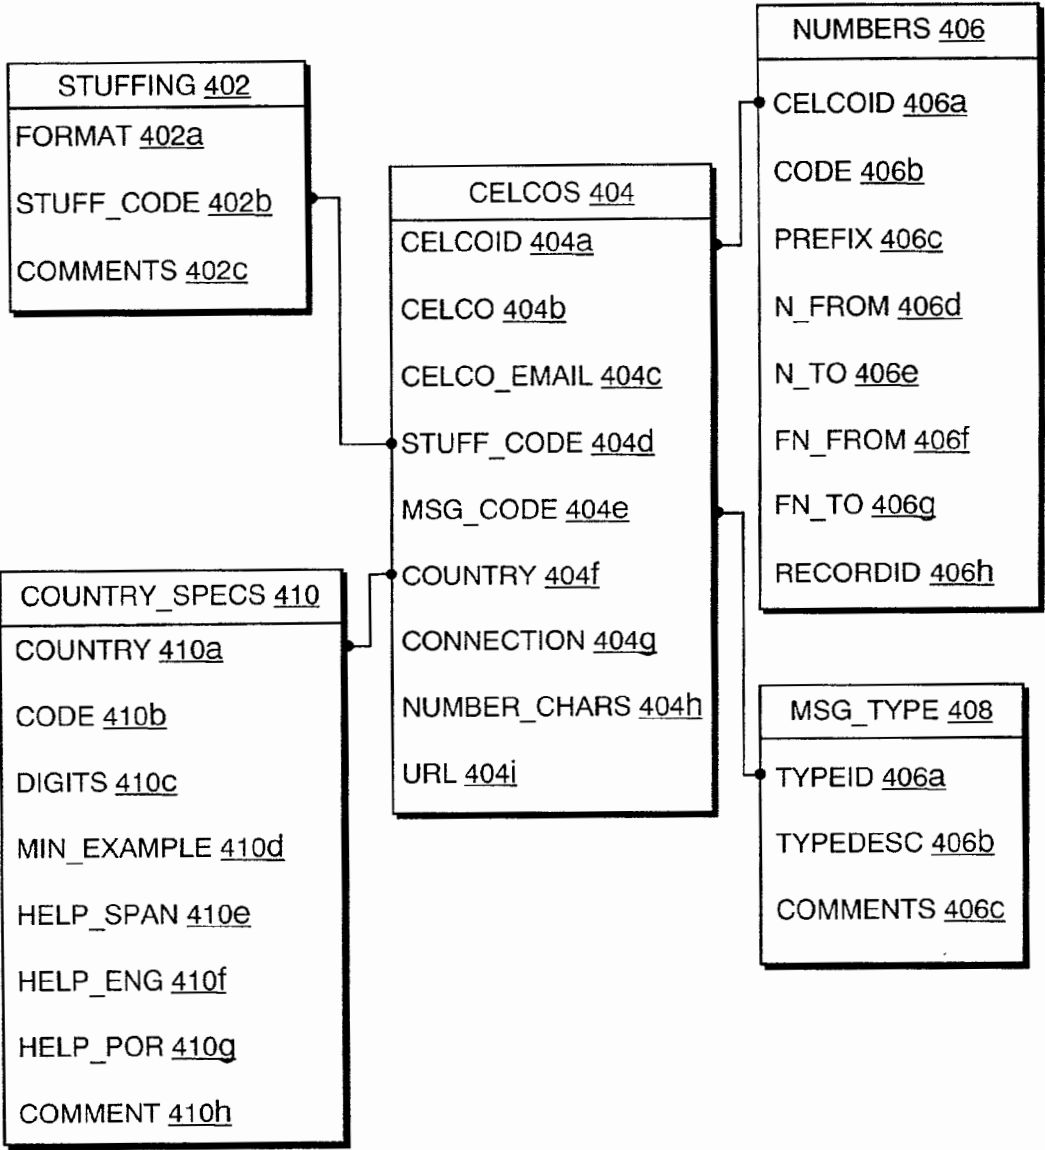 STUFFING 402
FORMAT 402a
STUFF_CODE 402b
COMMENTS 402c
CELCOS 404
CELCOID 404a
CELCO 404b
CELCO_EMAIL 404c
STUFF_CODE 404d
MSG_CODE 404e
COUNTRY 404f
CONNECTION 404g
NUMBER_CHARS 404h
URL 404i
NUMBERS 406
CELCOID 406a
CODE 406b
PREFIX 406c
N_FROM 406d
N_TO 406e
FN_FROM 406f
FN_TO 406g
RECORDID 406h
COUNTRY_SPECS 410
COUNTRY 410a
CODE 410b
DIGITS 410c
MIN_EXAMPLE 410d
HELP_SPAN 410e
HELP_ENG 410f
HELP_POR 410g
COMMENT 410h
MSG_TYPE 408
TYPEID 406a
TYPEDESC 406b
COMMENTS 406c